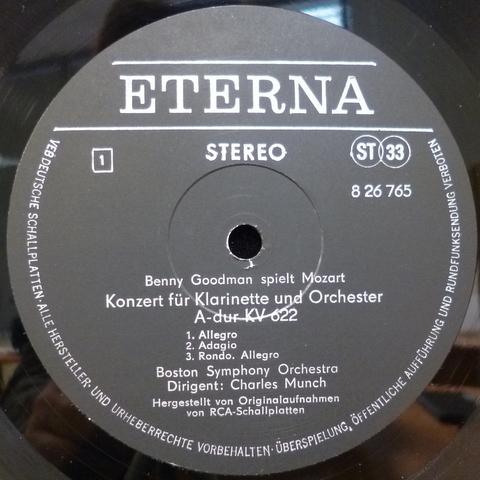 ETERNA
1
STEREO
ST 33
8 26 765
Benny Goodman spielt Mozart
Konzert für Klarinette und Orchester
A-dur KV 622
1. Allegro
2. Adagio
3. Rondo. Allegro
Boston Symphony Orchestra
Dirigent: Charles Munch
Hergestellt von Originalaufnahmen
von RCA-Schallplatten
VEB DEUTSCHE SCHALLPLATTEN · ALLE HERSTELLER- UND URHEBERRECHTE VORBEHALTEN · ÜBERSPIELUNG, ÖFFENTLICHE AUFFÜHRUNG UND RUNDFUNKSENDUNG VERBOTEN